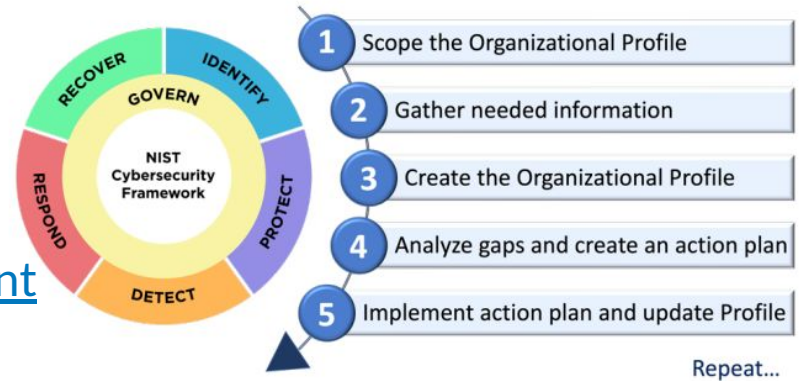 RECOVER
IDENTIFY
GOVERN
NIST
Cybersecurity
Framework
RESPOND
PROTECT
DETECT
nt
1 Scope the Organizational Profile
2 Gather needed information
3 Create the Organizational Profile
4 Analyze gaps and create an action plan
5 Implement action plan and update Profile
Repeat...